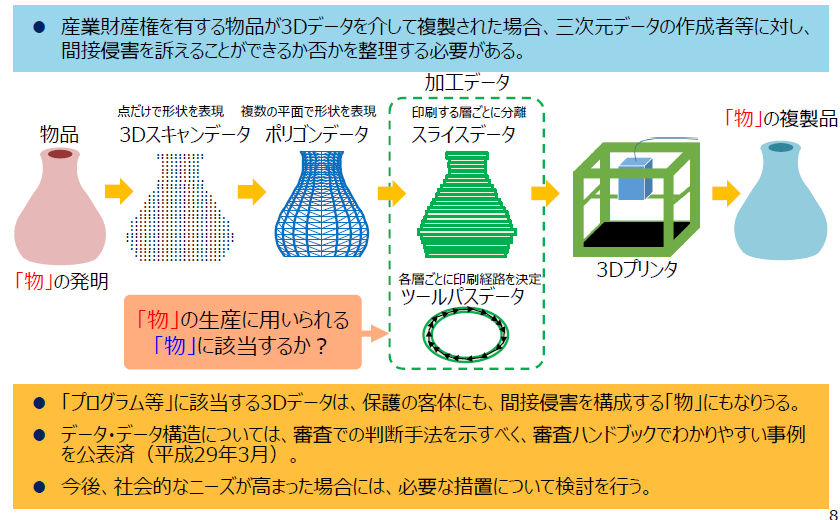 ● 産業財産権を有する物品が3Dデータを介して複製された場合、三次元データの作成者等に対し、
間接侵害を訴えることができるか否かを整理する必要がある。
加工データ
物品
点だけで形状を表現
3Dスキャンデータ
複数の平面で形状を表現
ポリゴンデータ
印刷する層ごとに分離
スライスデータ
「物」の複製品
「物」の発明
各層ごとに印刷経路を決定
ツールパスデータ
3Dプリンタ
「物」の生産に用いられる
「物」に該当するか？
● 「プログラム等」に該当する3Dデータは、保護の客体にも、間接侵害を構成する「物」にもなりうる。
● データ・データ構造については、審査での判断手法を示すべく、審査ハンドブックでわかりやすい事例
を公表済（平成29年3月）。
● 今後、社会的なニーズが高まった場合には、必要な措置について検討を行う。
8